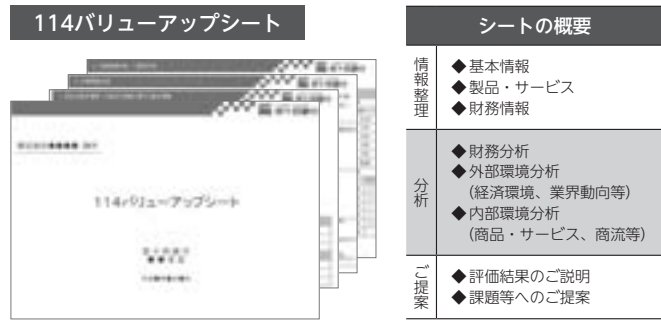 114バリューアップシート
114バリューアップシート
シートの概要
情報整理
◆基本情報
◆製品・サービス
◆財務情報
分析
◆財務分析
◆外部環境分析
(経済環境、業界動向等)
◆内部環境分析
(商品・サービス、商流等)
ご提案
◆評価結果のご説明
◆課題等へのご提案